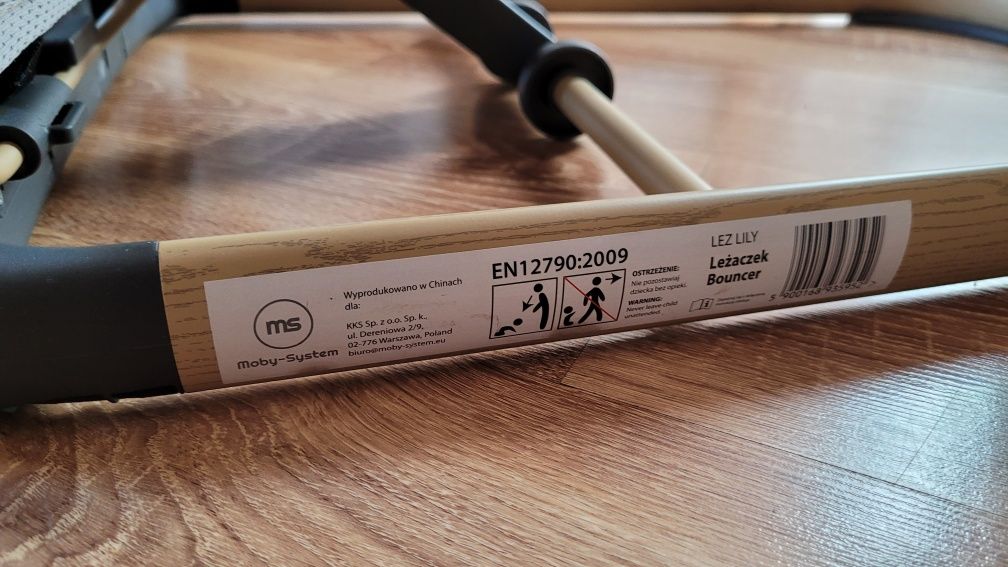 ms
Moby-System
Wyprodukowano w Chinach
dla:
KKS Sp. z o.o. Sp. k.,
ul. Dereniowa 2/9,
02-776 Warszawa, Poland
biuro@moby-system.eu
EN12790:2009
OSTRZEŻENIE:
Nie pozostawiaj
dziecka bez opieki.
WARNING:
Never leave child
unattended.
LEZ LILY
Leżaczek
Bouncer